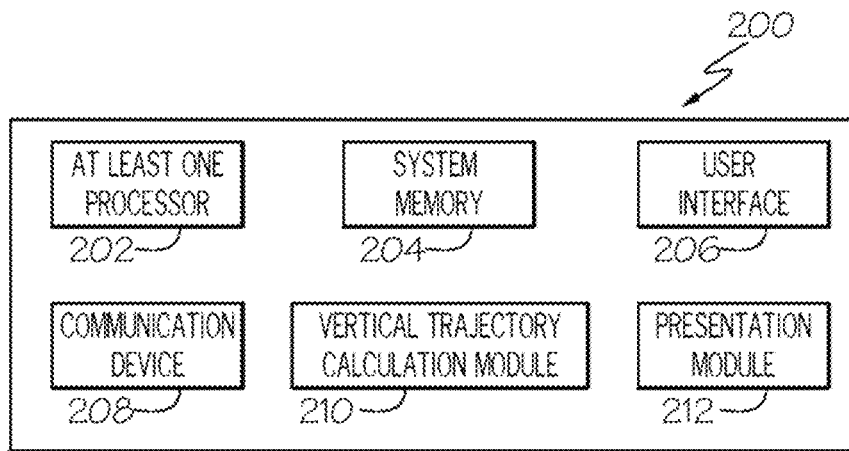 200
AT LEAST ONE
PROCESSOR
202
SYSTEM
MEMORY
204
USER
INTERFACE
206
COMMUNICATION
DEVICE
208
VERTICAL TRAJECTORY
CALCULATION MODULE
210
PRESENTATION
MODULE
212